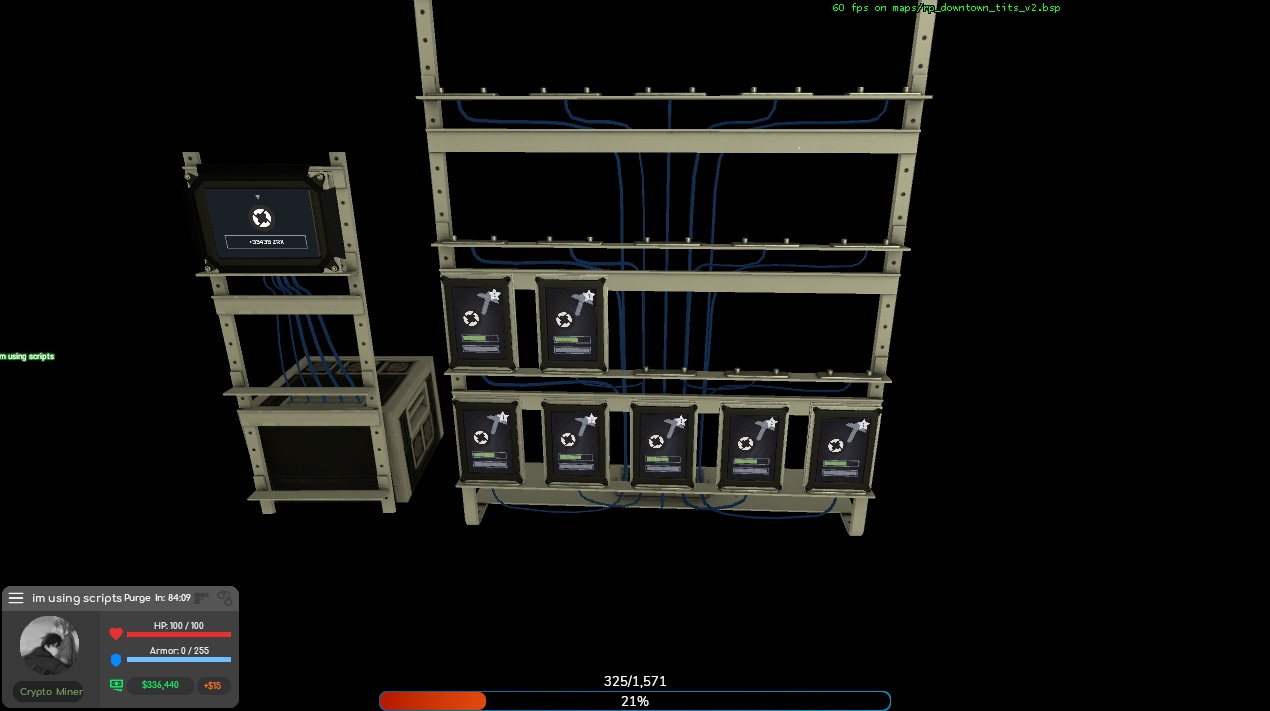 60 fps on maps/rp_downtown_tits_v2.bsp
m using scripts
im using scripts Purge In: 84:09
HP: 100 / 100
Armor: 0 / 255
$336,440 +$15
Crypto Miner
325/1,571
21%